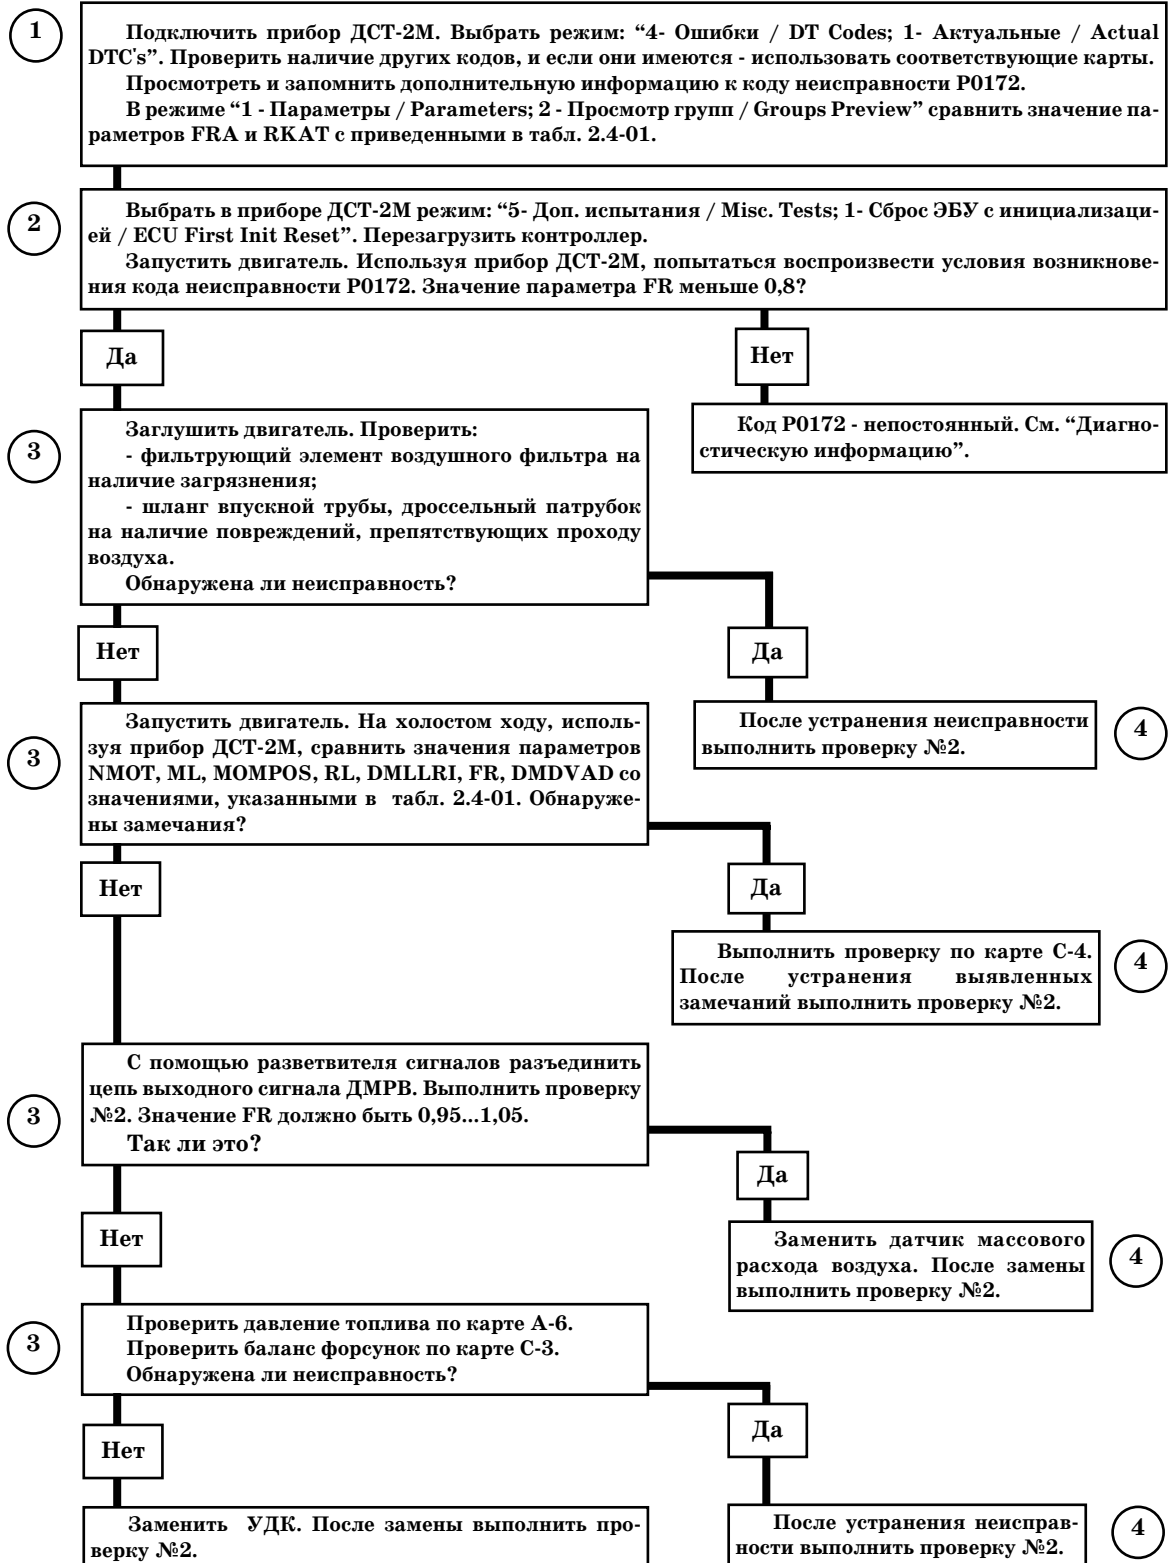 1
Подключить прибор ДСТ-2М. Выбрать режим: “4- Ошибки / DT Codes; 1- Актуальные / Actual
DTC's”. Проверить наличие других кодов, и если они имеются - использовать соответствующие карты.
Просмотреть и запомнить дополнительную информацию к коду неисправности Р0172.
В режиме “1 - Параметры / Parameters; 2 - Просмотр групп / Groups Preview” сравнить значение па-
раметров FRA и RKAT с приведенными в табл. 2.4-01.
2
Выбрать в приборе ДСТ-2М режим: “5- Доп. испытания / Misc. Tests; 1- Сброс ЭБУ с инициализаци-
ей / ECU First Init Reset”. Перезагрузить контроллер.
Запустить двигатель. Используя прибор ДСТ-2М, попытаться воспроизвести условия возникнове-
ния кода неисправности Р0172. Значение параметра FR меньше 0,8?
Да
Нет
3
Заглушить двигатель. Проверить:
- фильтрующий элемент воздушного фильтра на
наличие загрязнения;
- шланг впускной трубы, дроссельный патрубок
на наличие повреждений, препятствующих проходу
воздуха.
Обнаружена ли неисправность?
Код Р0172 - непостоянный. См. “Диагно-
стическую информацию”.
Нет
Да
3
Запустить двигатель. На холостом ходу, исполь-
зуя прибор ДСТ-2М, сравнить значения параметров
NMOT, ML, MOMPOS, RL, DMLLRI, FR, DMDVAD со
значениями, указанными в табл. 2.4-01. Обнаруже-
ны замечания?
После устранения неисправности
выполнить проверку №2.
4
Нет
Да
Выполнить проверку по карте С-4.
После устранения выявленных
замечаний выполнить проверку №2.
4
3
С помощью разветвителя сигналов разъединить
цепь выходного сигнала ДМРВ. Выполнить проверку
№2. Значение FR должно быть 0,95...1,05.
Так ли это?
Да
Нет
Заменить датчик массового
расхода воздуха. После замены
выполнить проверку №2.
4
3
Проверить давление топлива по карте А-6.
Проверить баланс форсунок по карте С-3.
Обнаружена ли неисправность?
Нет
Да
Заменить УДК. После замены выполнить про-
верку №2.
После устранения неисправ-
ности выполнить проверку №2.
4